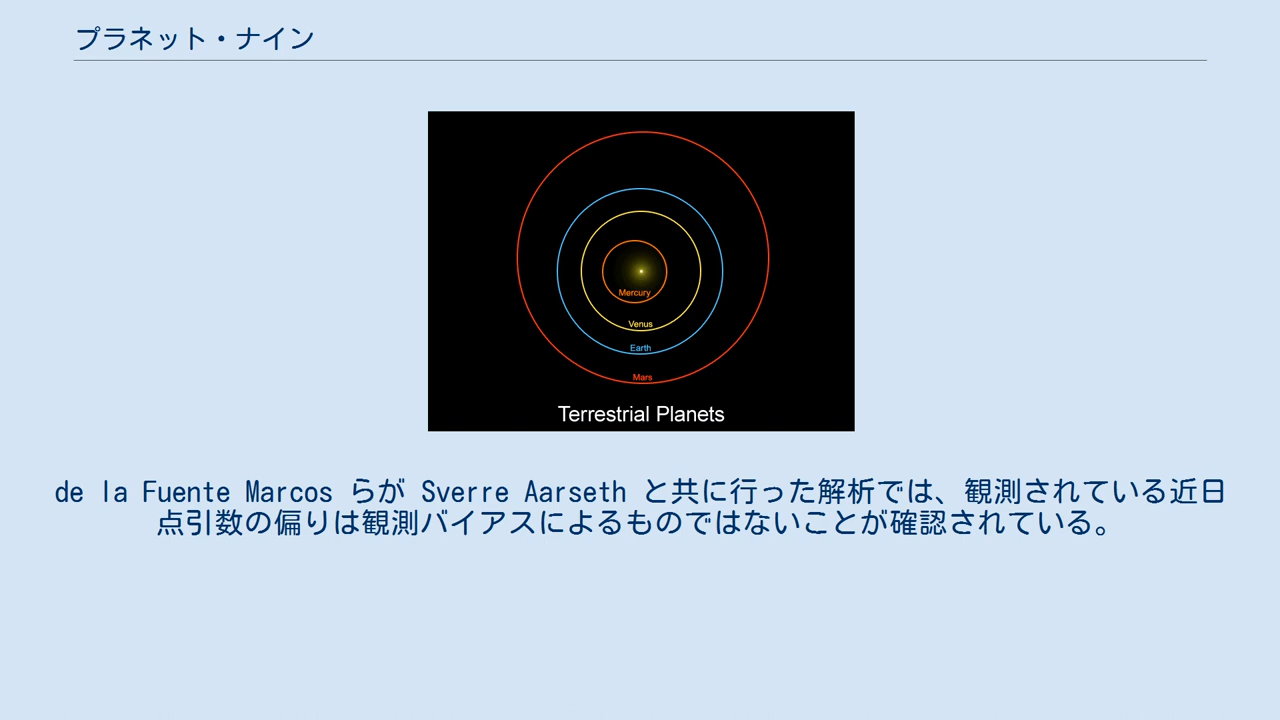 プラネット・ナイン
Mercury
Venus
Earth
Mars
Terrestrial Planets
de la Fuente Marcos らが Sverre Aarseth と共に行った解析では、観測されている近日
点引数の偏りは観測バイアスによるものではないことが確認されている。